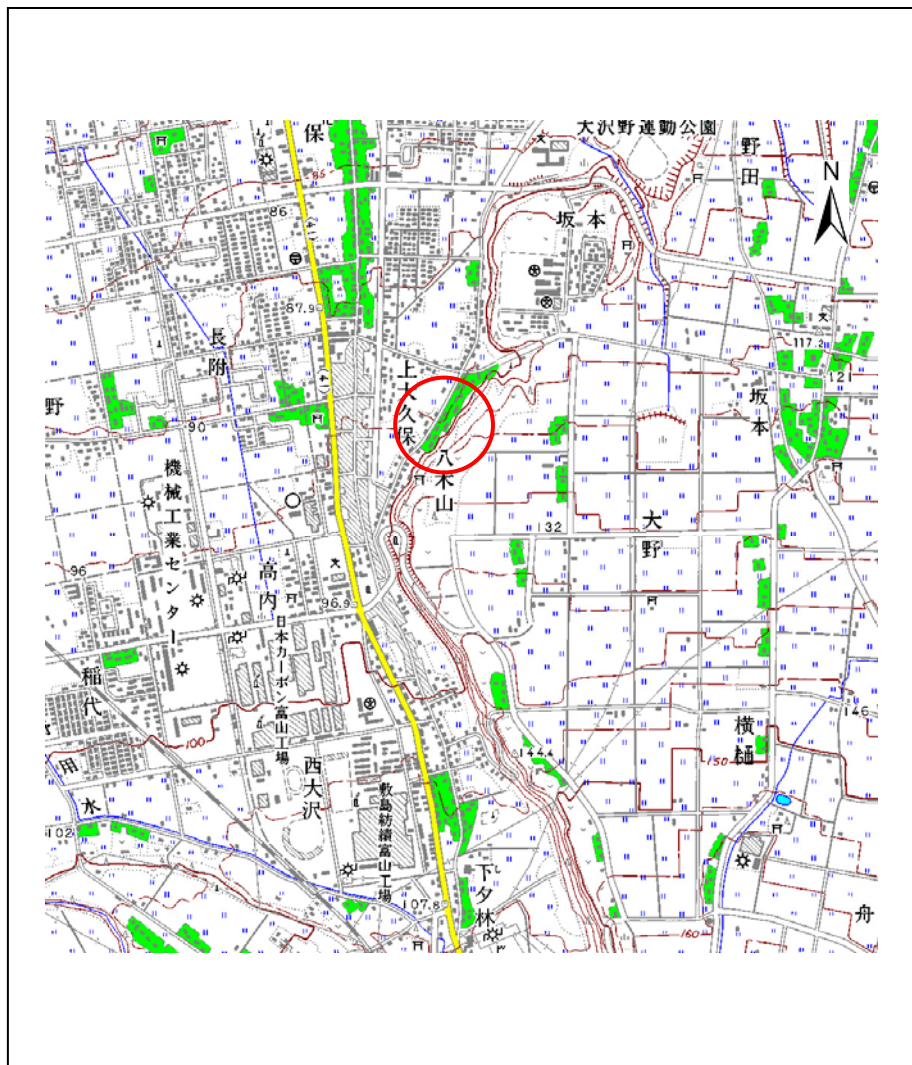 保
大沢野運動公園
野田
N
85
86
(41)
坂本
87.9
長附
上大久保
(41)
117.2
121
野
90
坂本
八木山
機械工業センター
132
大野
96
高内
96.9
日本カーボン富山工場
稲代
146
横樋
100
144.4
150
西大沢
用水
敷島紡績富山工場
102
下夕林
107.8
舟
160